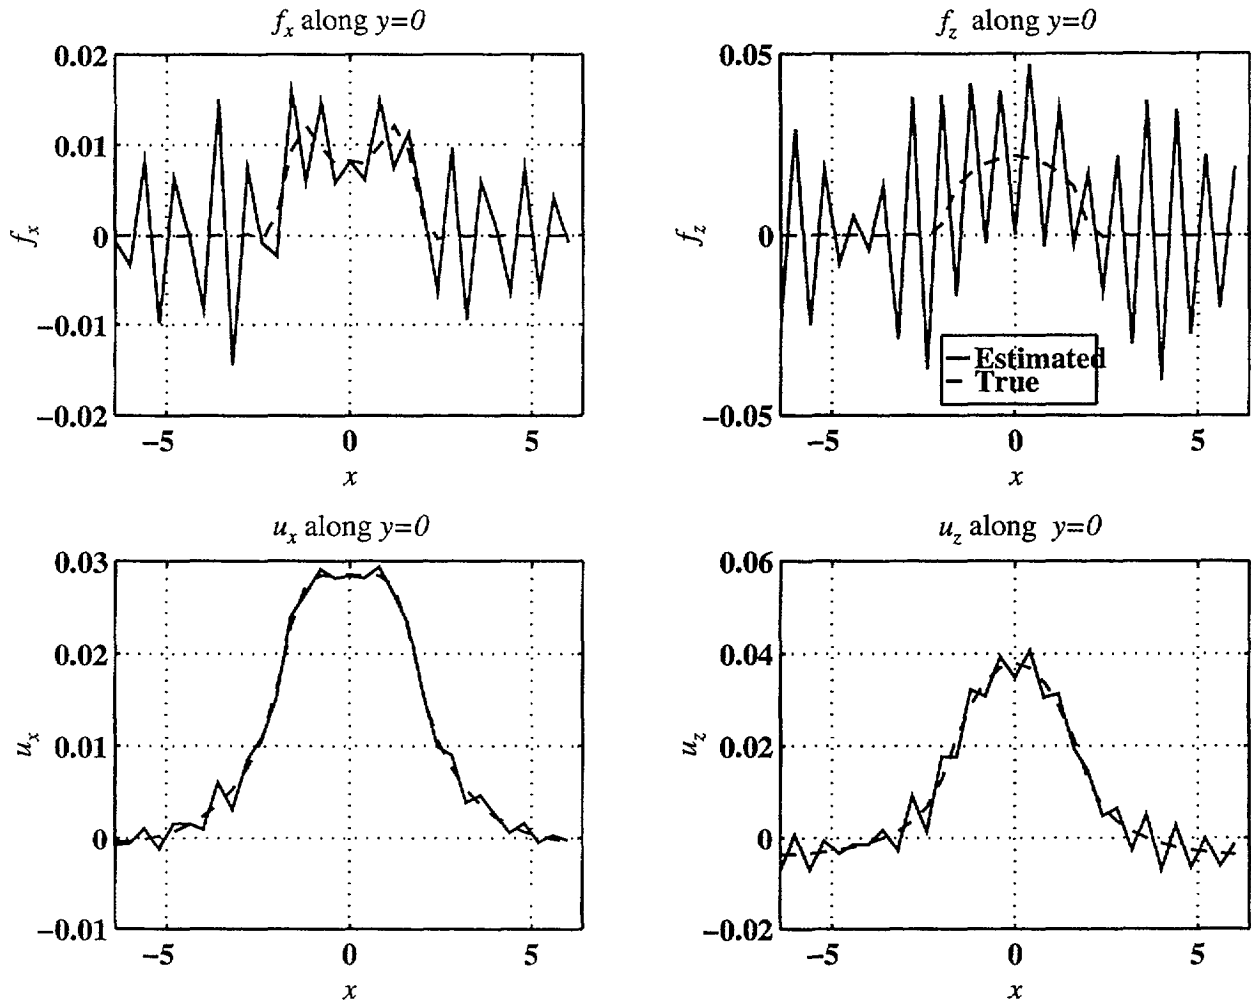 f_x along y=0
0.02
0.01
0
−0.01
−0.02
f_x
−5
0
5
x
f_z along y=0
0.05
0
−0.05
f_z
Estimated
True
−5
0
5
x
u_x along y=0
0.03
0.02
0.01
0
−0.01
u_x
−5
0
5
x
u_z along y=0
0.06
0.04
0.02
0
−0.02
u_z
−5
0
5
x